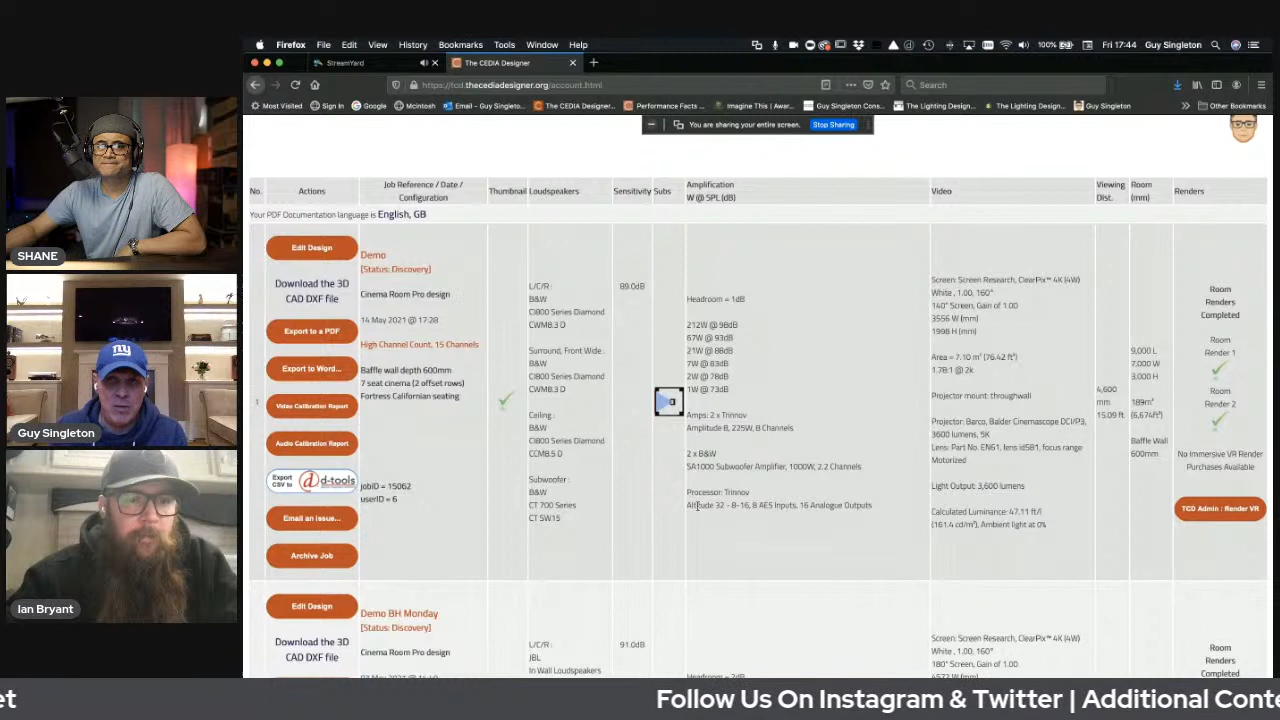 Firefox File Edit View History Bookmarks Tools Window Help 100% Fri 17:44 Guy Singleton
StreamYard The CEDIA Designer
https://tcd.thecediadesigner.org/account.html Search
Most Visited Sign In Google Mcintosh Email - Guy Singleto... The CEDIA Designer... Performance Facts ... Imagine This | Awar... Guy Singleton Cons... The Lighting Design... The Lighting Design... Guy Singleton Other Bookmarks
You are sharing your entire screen. Stop Sharing
No. Actions Job Reference / Date / Configuration Thumbnail Loudspeakers Sensitivity Subs Amplification W @ SPL (dB) Video Viewing Dist. Room (mm) Renders
Your PDF Documentation language is English, GB
1
Edit Design
Download the 3D
CAD DXF file
Export to a PDF
Export to Word...
Video Calibration Report
Audio Calibration Report
Export CSV to d-tools
Email an issue...
Archive Job
Demo
[Status: Discovery]
Cinema Room Pro design
14 May 2021 @ 17:28
High Channel Count, 15 Channels
Baffle wall depth 600mm
7 seat cinema (2 offset rows)
Fortress Californian seating
jobID = 15062
userID = 6
L/C/R :
B&W
CI800 Series Diamond
CWM8.3 D
Surround, Front Wide :
B&W
CI800 Series Diamond
CWM8.3 D
Ceiling :
B&W
CI800 Series Diamond
CCM8.5 D
Subwoofer :
B&W
CT 700 Series
CT SW15
89.0dB
Headroom = 1dB
212W @ 98dB
67W @ 93dB
21W @ 88dB
7W @ 83dB
2W @ 78dB
1W @ 73dB
Amps: 2 x Trinnov
Amplitude 8, 225W, 8 Channels
2 x B&W
SA1000 Subwoofer Amplifier, 1000W, 2.2 Channels
Processor: Trinnov
Altitude 32 - 8-16, 8 AES Inputs, 16 Analogue Outputs
Screen: Screen Research, ClearPix™ 4K (4W)
White , 1.00, 160°
140" Screen, Gain of 1.00
3556 W (mm)
1998 H (mm)
Area = 7.10 m² (76.42 ft²)
1.78:1 @ 2k
Projector mount: throughwall
Projector: Barco, Balder Cinemascope DCI/P3,
3600 lumens, 5K
Lens: Part No. EN61, lens id581, focus range
Motorized
Light Output: 3,600 lumens
Calculated Luminance: 47.11 ft/l
(161.4 cd/m²), Ambient light at 0%
4,600
mm
15.09 ft.
9,000 L
7,000 W
3,000 H
189m³
(6,674ft³)
Baffle Wall
600mm
Room
Renders
Completed
Room
Render 1
Room
Render 2
No Immersive VR Render
Purchases Available
TCD Admin : Render VR
Edit Design
Download the 3D
CAD DXF file
Demo BH Monday
[Status: Discovery]
Cinema Room Pro design
L/C/R :
JBL
In Wall Loudspeakers
91.0dB
Screen: Screen Research, ClearPix™ 4K (4W)
White , 1.00, 160°
180" Screen, Gain of 1.00
Room
Renders
Completed
SHANE
Guy Singleton
Ian Bryant
et Follow Us On Instagram & Twitter | Additional Conte